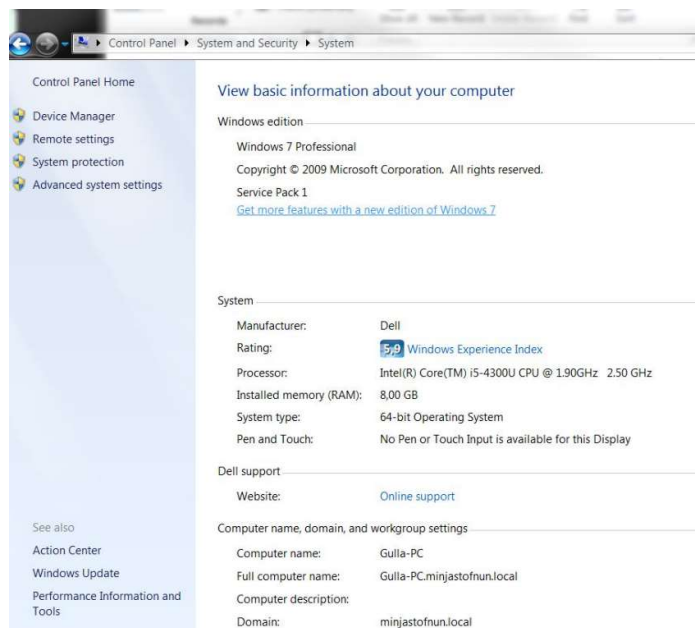 Control Panel ▸ System and Security ▸ System
Control Panel Home
Device Manager
Remote settings
System protection
Advanced system settings
View basic information about your computer
Windows edition
Windows 7 Professional
Copyright © 2009 Microsoft Corporation. All rights reserved.
Service Pack 1
Get more features with a new edition of Windows 7
System
Manufacturer: Dell
Rating: 5,9 Windows Experience Index
Processor: Intel(R) Core(TM) i5-4300U CPU @ 1.90GHz 2.50 GHz
Installed memory (RAM): 8,00 GB
System type: 64-bit Operating System
Pen and Touch: No Pen or Touch Input is available for this Display
Dell support
Website: Online support
See also
Action Center
Windows Update
Performance Information and
Tools
Computer name, domain, and workgroup settings
Computer name: Gulla-PC
Full computer name: Gulla-PC.minjastofnun.local
Computer description:
Domain: minjastofnun.local